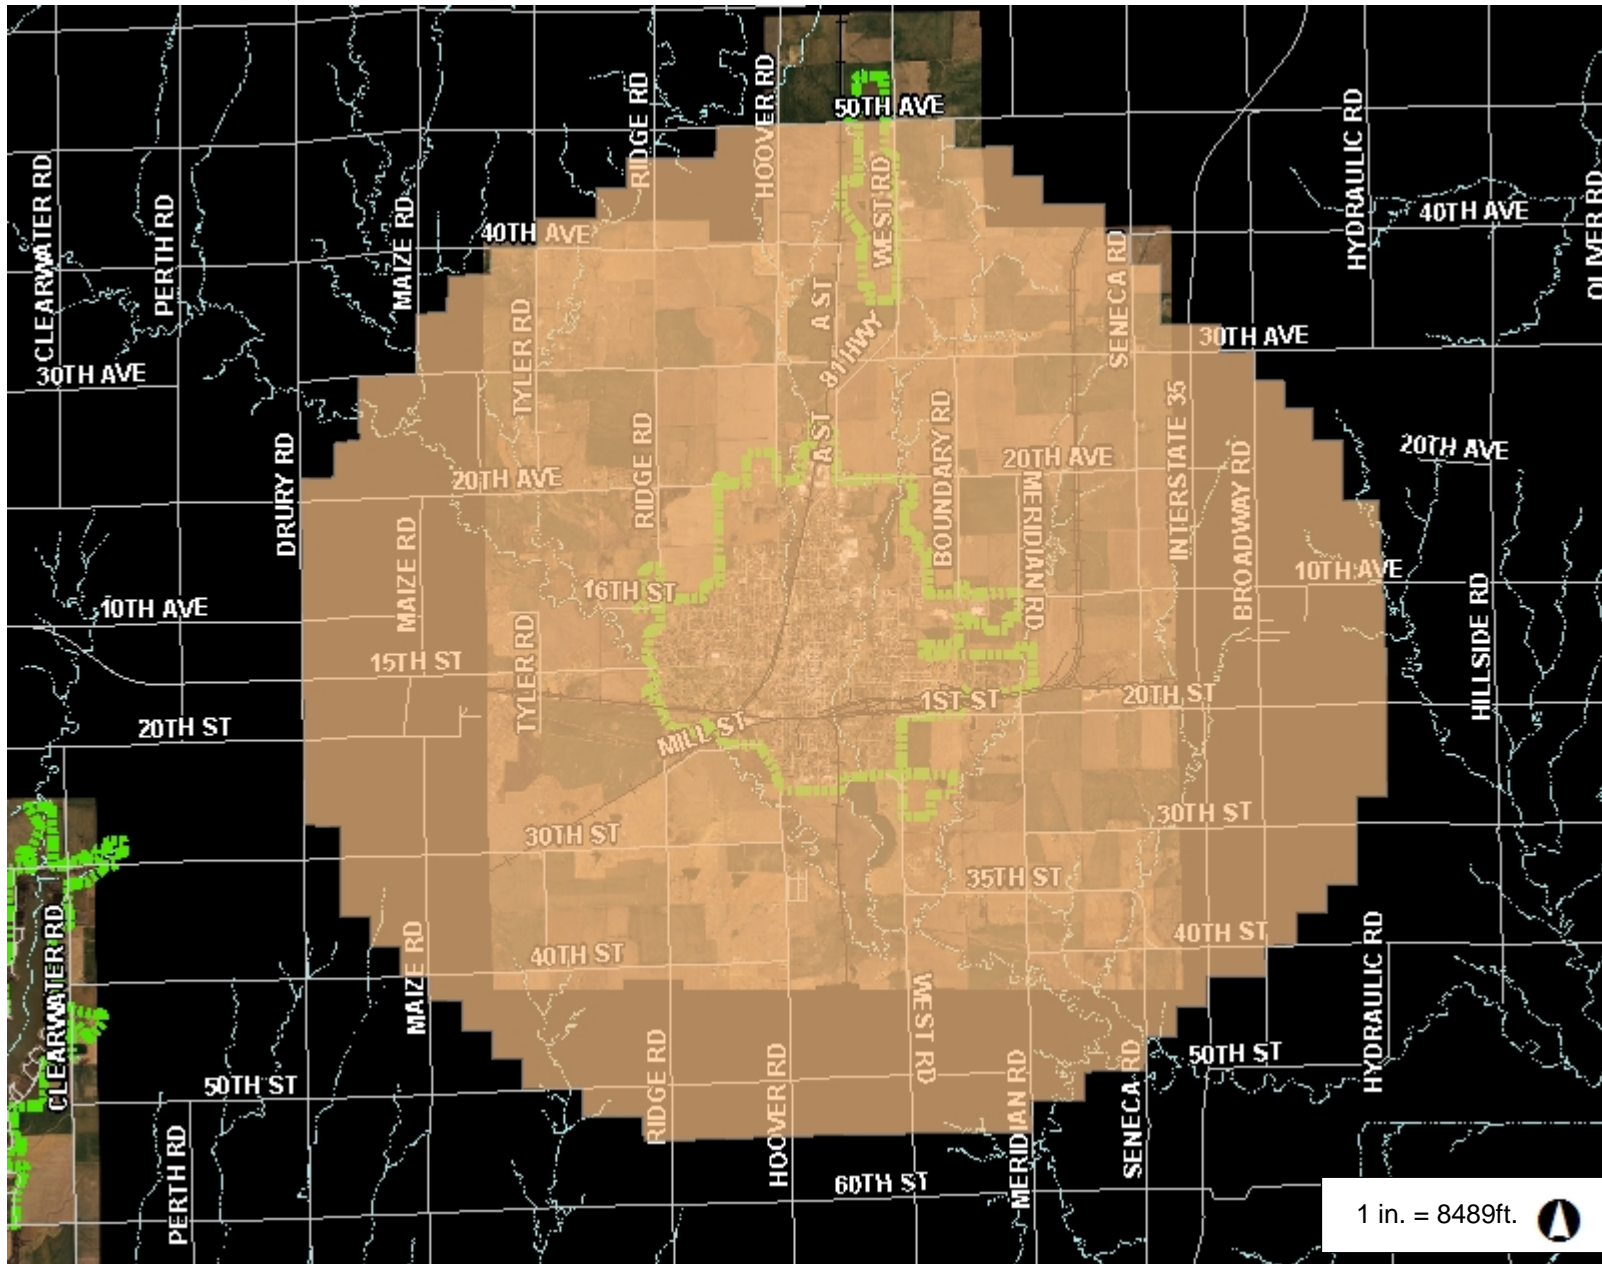 HOOVER RD
RIDGE RD
50TH AVE
HYDRAULIC RD
CLEARWATER RD
PERTH RD
MAIZE RD
WEST RD
40TH AVE
40TH AVE
OLIVER RD
SENECA RD
A ST
TYLER RD
81HWY
30TH AVE
30TH AVE
INTERSTATE 35
BOUNDARY RD
A ST
RIDGE RD
DRURY RD
20TH AVE
20TH AVE
20TH AVE
MERIDIAN RD
BROADWAY RD
MAIZE RD
10TH AVE
16TH ST
10TH AVE
HILLSIDE RD
TYLER RD
15TH ST
1ST ST
20TH ST
20TH ST
MILL ST
30TH ST
30TH ST
35TH ST
CLEARWATER RD
MAIZE RD
40TH ST
40TH ST
HYDRAULIC RD
WEST RD
RIDGE RD
HOOVER RD
MERIDIAN RD
SENECA RD
50TH ST
50TH ST
PERTH RD
60TH ST
1 in. = 8489ft.